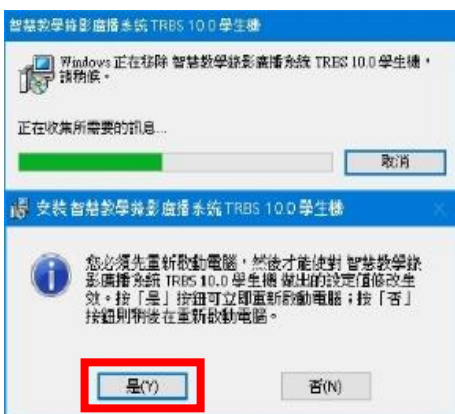 智慧教學錄影廣播系統 TRBS 10.0 學生機
Windows 正在移除 智慧教學錄影廣播系統 TRBS 10.0 學生機，
請稍候。
正在收集所需要的訊息...
取消
安裝 智慧教學錄影廣播系統 TRBS 10.0 學生機
您必須先重新啟動電腦，然後才能使對 智慧教學錄
影廣播系統 TRBS 10.0 學生機 做出的設定值修改生
效。按「是」按鈕可立即重新啟動電腦；按「否」
按鈕則稍後在重新啟動電腦。
是(Y)
否(N)